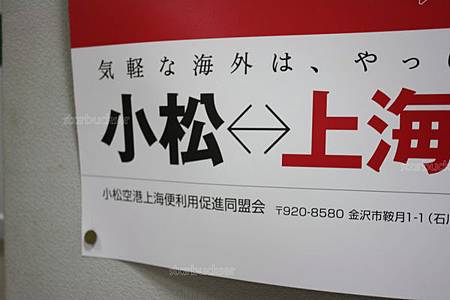 気軽な海外は、やっ
小松↔上海
小松空港上海便利用促進同盟会 〒920-8580 金沢市鞍月1-1(石